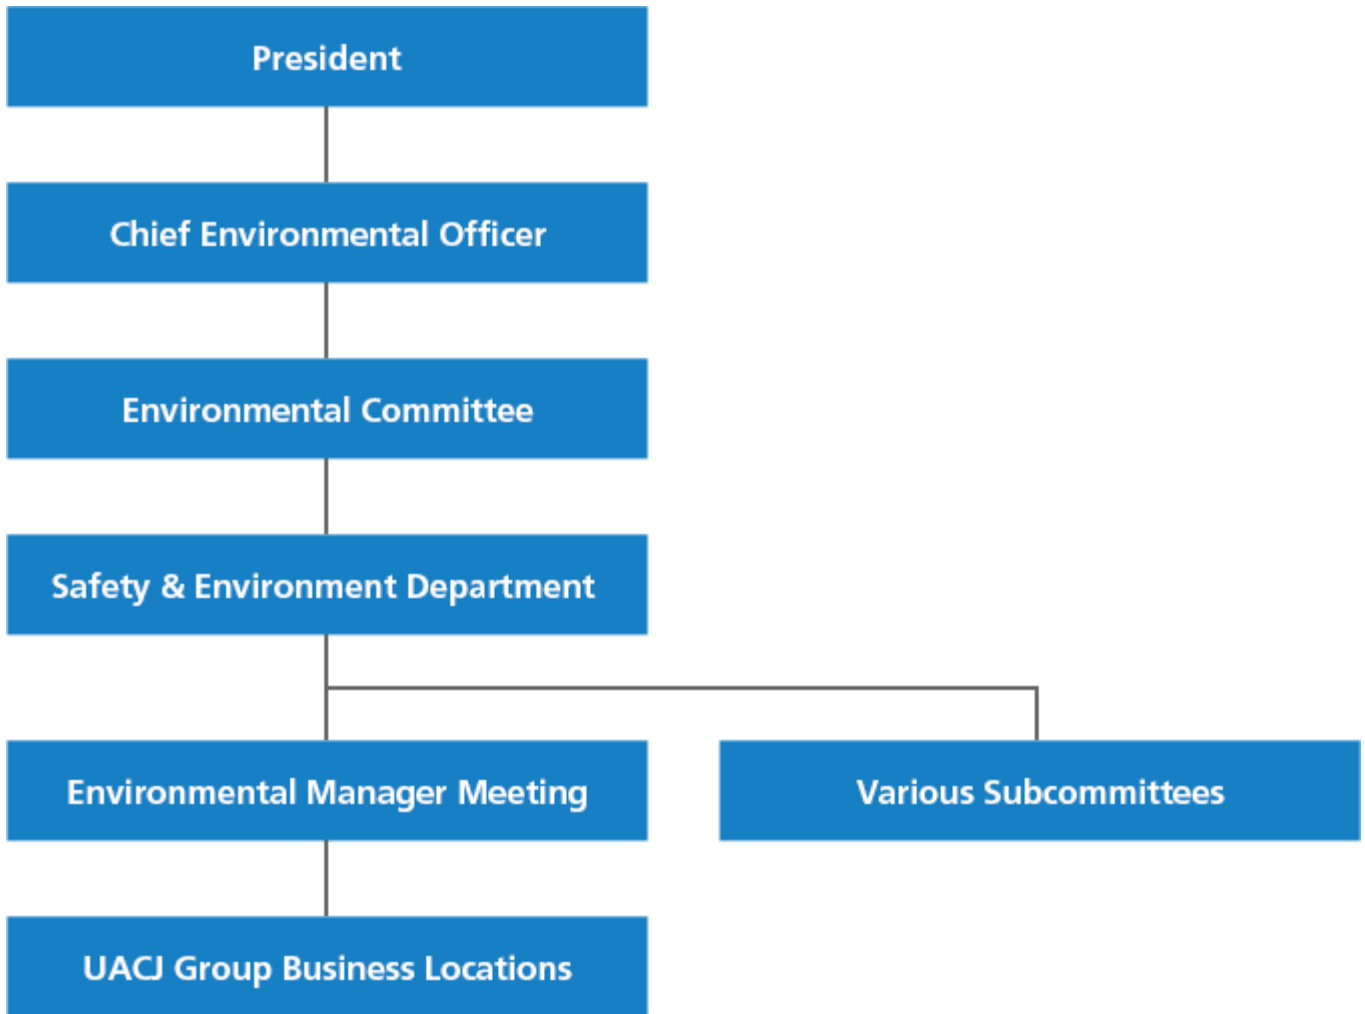 President
Chief Environmental Officer
Environmental Committee
Safety & Environment Department
Environmental Manager Meeting
Various Subcommittees
UACJ Group Business Locations